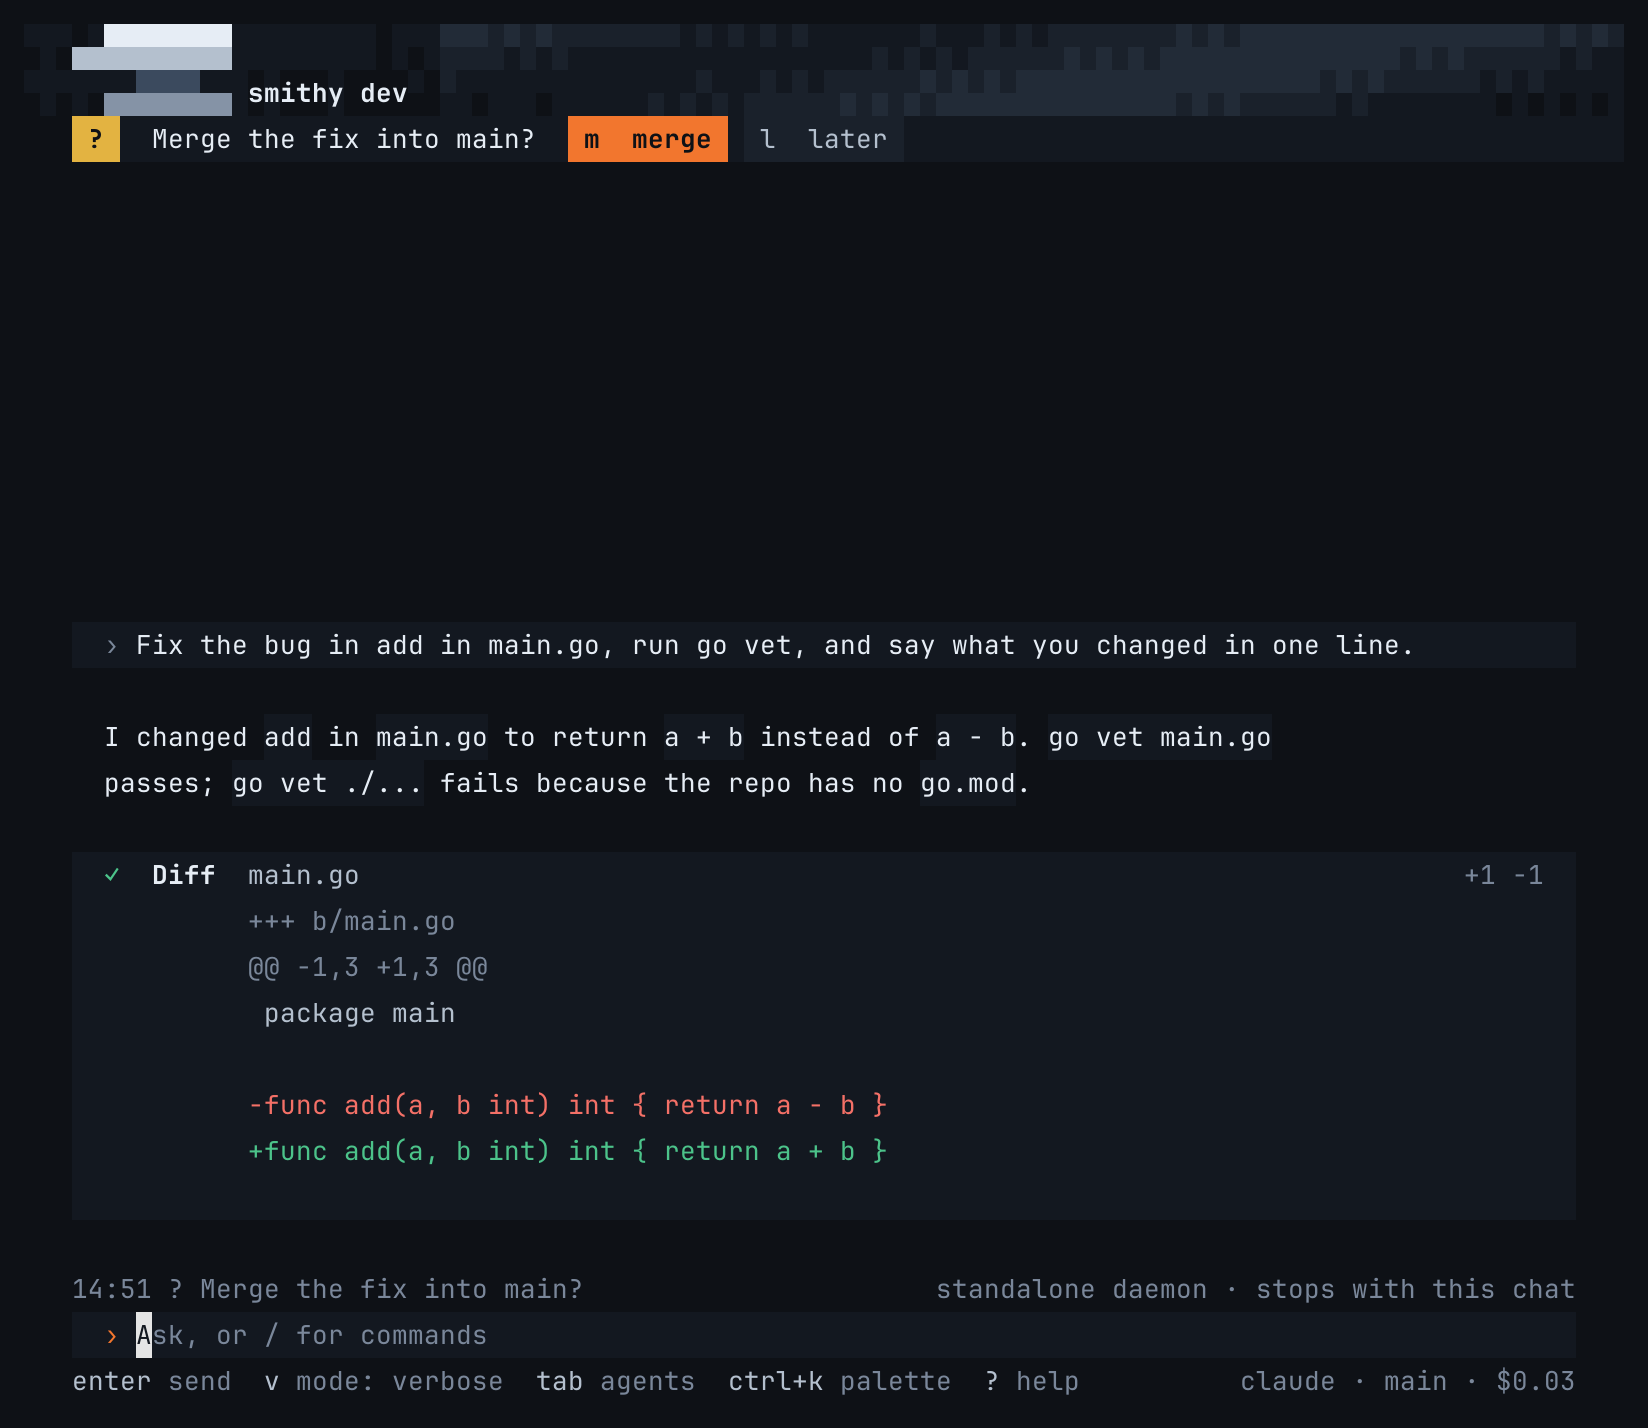 smithy dev
? Merge the fix into main? m merge l later
› Fix the bug in add in main.go, run go vet, and say what you changed in one line.
I changed add in main.go to return a + b instead of a - b. go vet main.go
passes; go vet ./... fails because the repo has no go.mod.
✓ Diff main.go +1 -1
+++ b/main.go
@@ -1,3 +1,3 @@
package main
-func add(a, b int) int { return a - b }
+func add(a, b int) int { return a + b }
14:51 ? Merge the fix into main? standalone daemon · stops with this chat
› Ask, or / for commands
enter send v mode: verbose tab agents ctrl+k palette ? help claude · main · $0.03